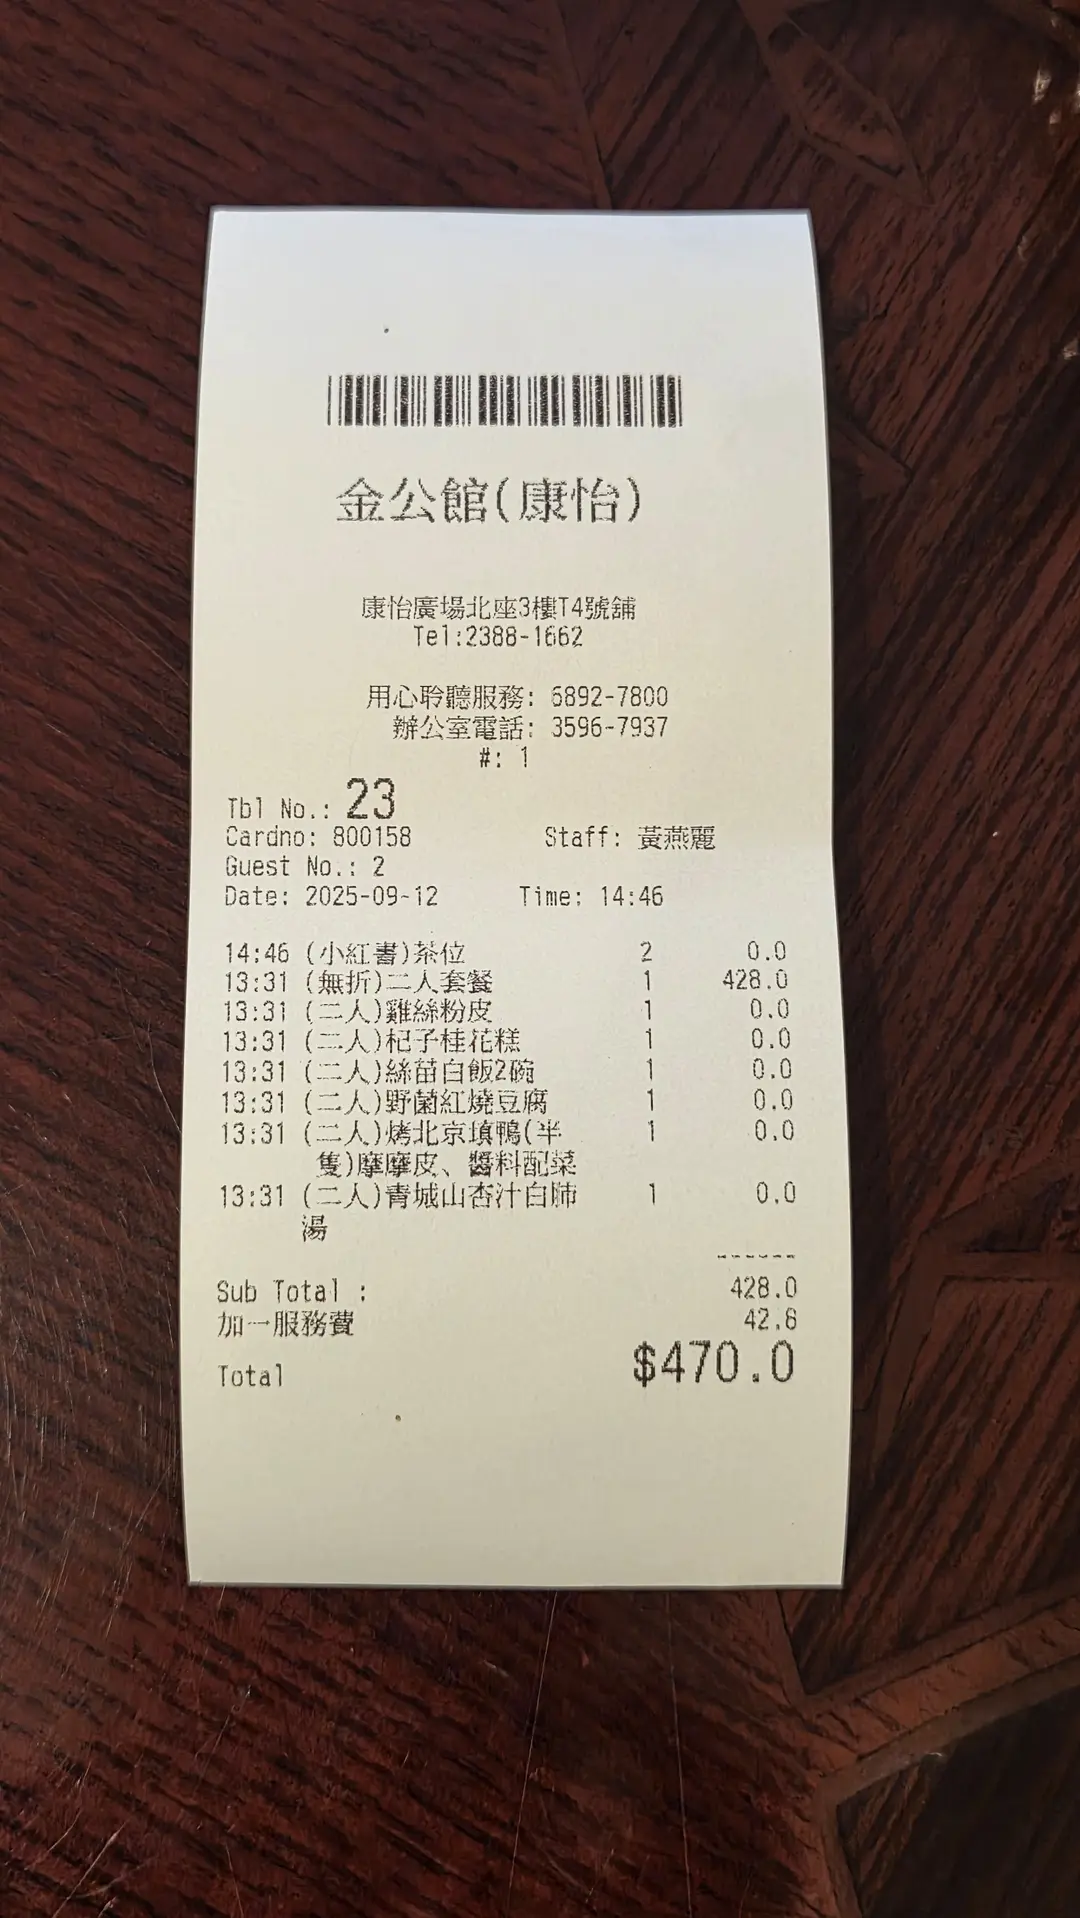 金公館(康怡)
康怡廣場北座3樓T4號舖
Tel:2388-1662
用心聆聽服務: 6892-7800
辦公室電話: 3596-7937
#: 1
Tbl No.: 23
Cardno: 800158 Staff: 黃燕麗
Guest No.: 2
Date: 2025-09-12 Time: 14:46
14:46 (小紅書)茶位 2 0.0
13:31 (無折)二人套餐 1 428.0
13:31 (二人)雞絲粉皮 1 0.0
13:31 (二人)杞子桂花糕 1 0.0
13:31 (二人)絲苗白飯2碗 1 0.0
13:31 (二人)野菌紅燒豆腐 1 0.0
13:31 (二人)烤北京填鴨(半 1 0.0
隻)摩摩皮、醬料配菜
13:31 (二人)青城山杏汁白肺 1 0.0
湯
------
Sub Total : 428.0
加一服務費 42.8
Total $470.0